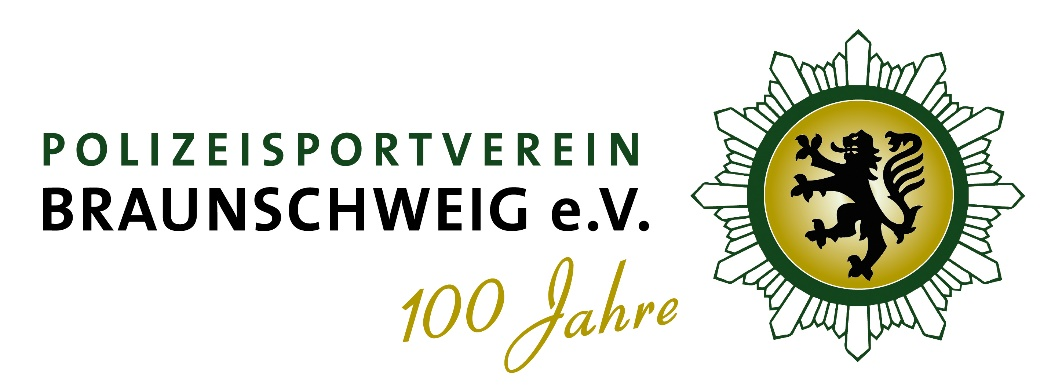 POLIZEISPORTVEREIN
BRAUNSCHWEIG e.V.
100 Jahre